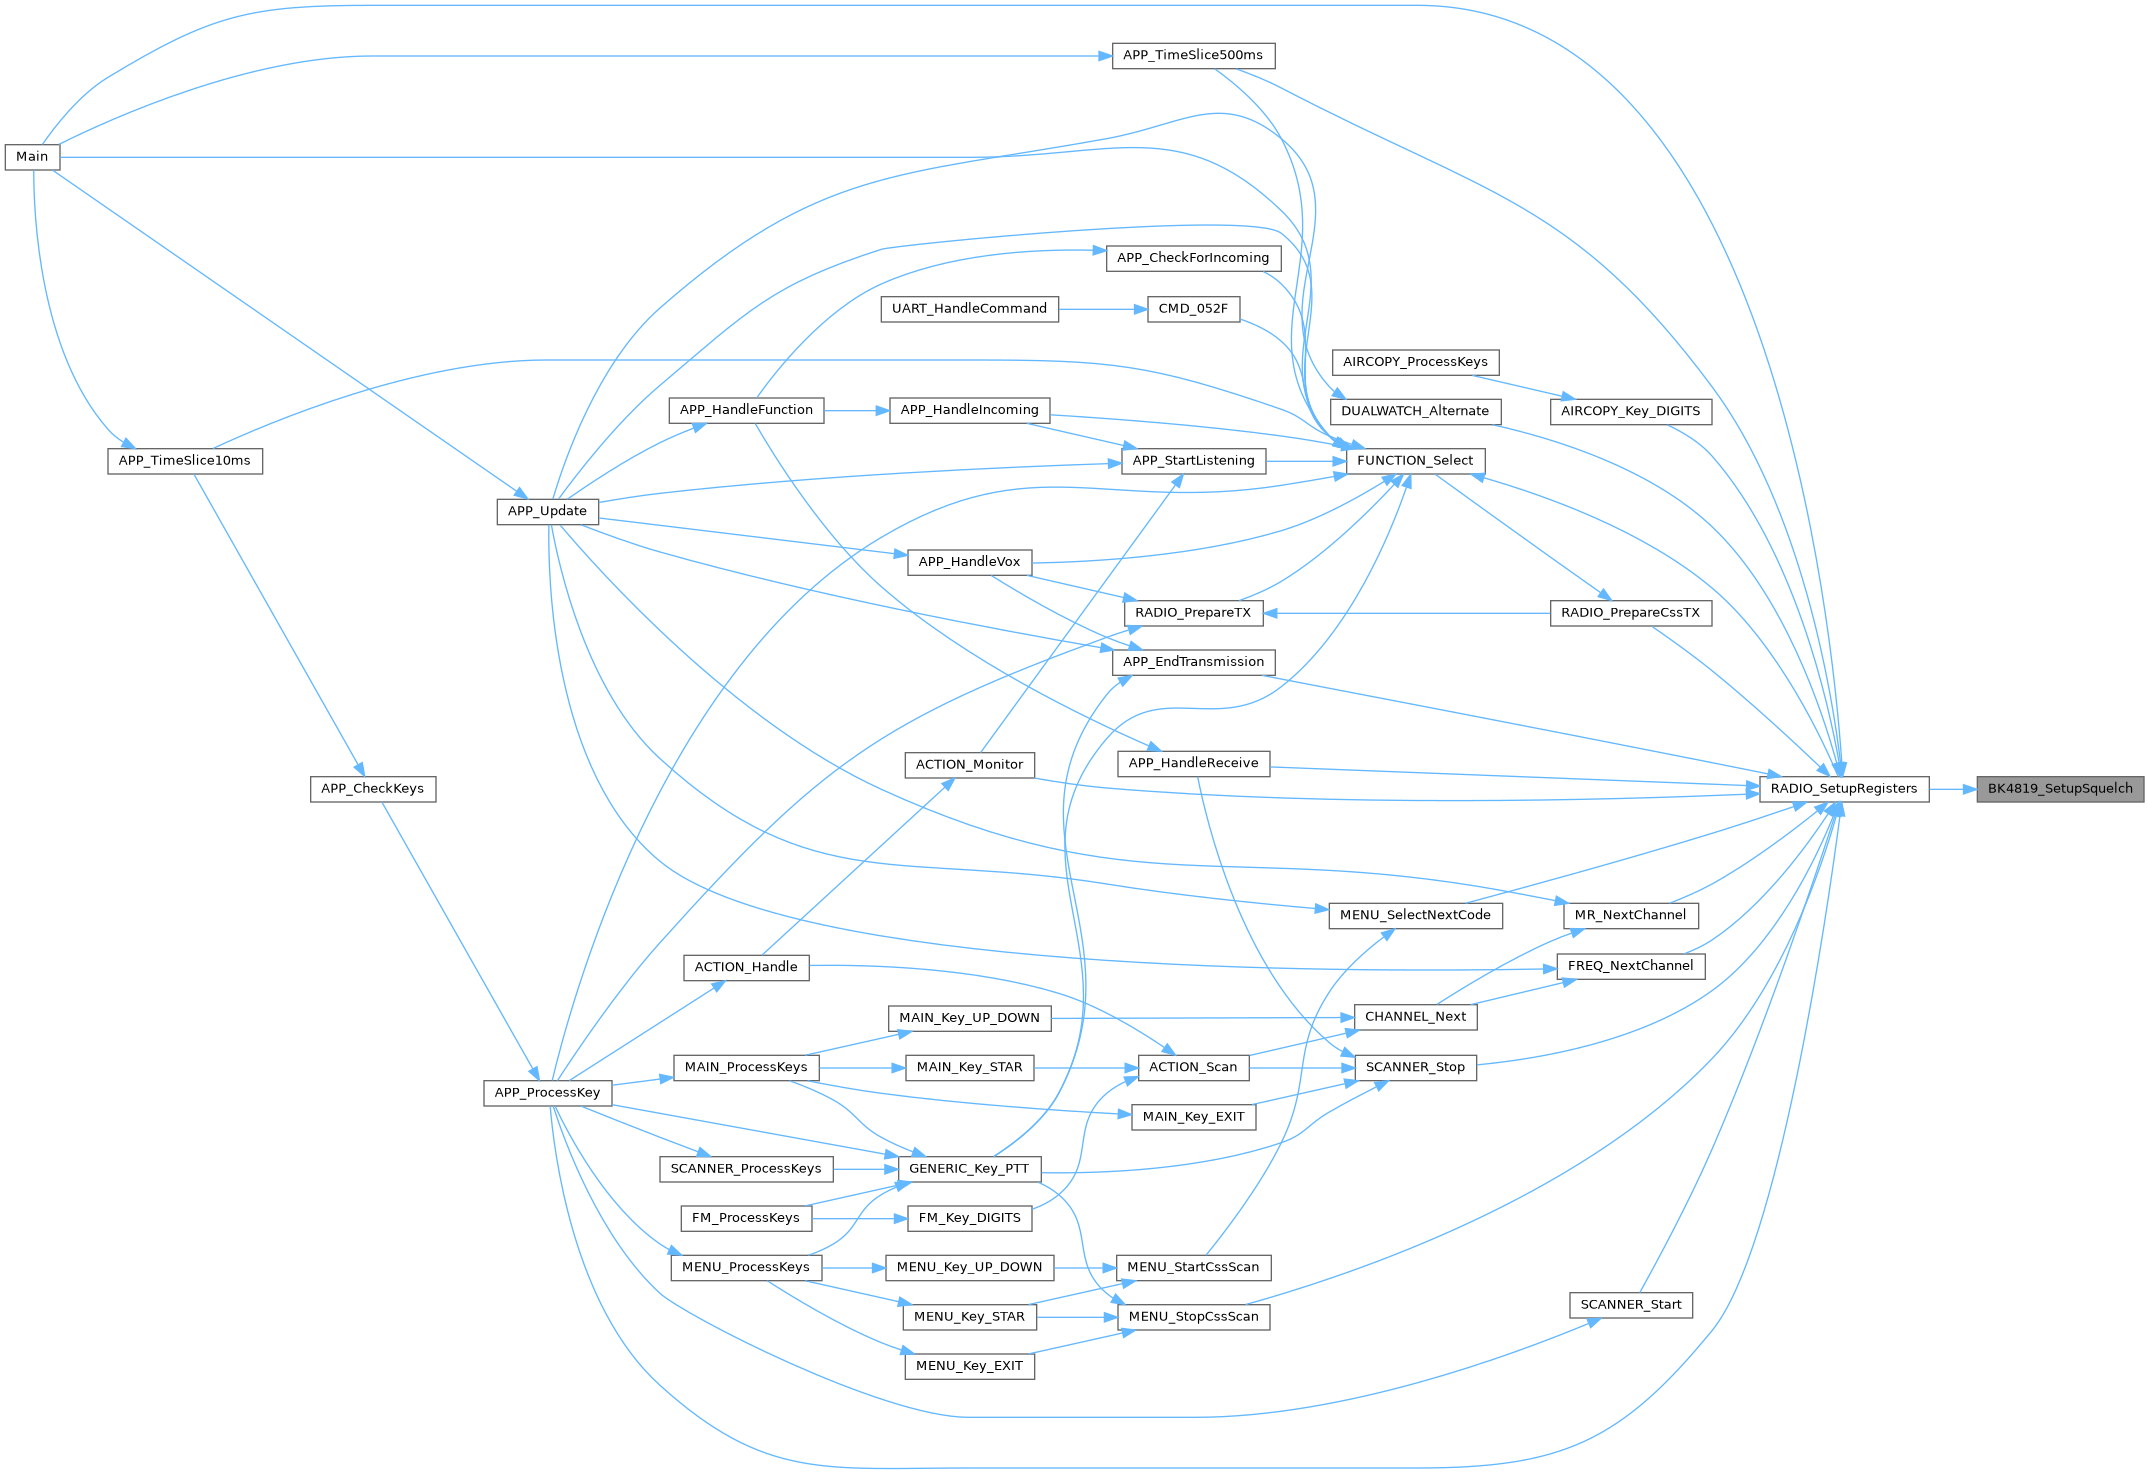 APP_TimeSlice500ms
Main
APP_CheckForIncoming
UART_HandleCommand
CMD_052F
AIRCOPY_ProcessKeys
APP_HandleFunction
APP_HandleIncoming
DUALWATCH_Alternate
AIRCOPY_Key_DIGITS
APP_TimeSlice10ms
APP_StartListening
FUNCTION_Select
APP_Update
APP_HandleVox
RADIO_PrepareTX
RADIO_PrepareCssTX
APP_EndTransmission
ACTION_Monitor
APP_HandleReceive
APP_CheckKeys
RADIO_SetupRegisters
BK4819_SetupSquelch
MENU_SelectNextCode
MR_NextChannel
ACTION_Handle
FREQ_NextChannel
MAIN_Key_UP_DOWN
CHANNEL_Next
MAIN_ProcessKeys
MAIN_Key_STAR
ACTION_Scan
SCANNER_Stop
APP_ProcessKey
MAIN_Key_EXIT
SCANNER_ProcessKeys
GENERIC_Key_PTT
FM_ProcessKeys
FM_Key_DIGITS
MENU_ProcessKeys
MENU_Key_UP_DOWN
MENU_StartCssScan
SCANNER_Start
MENU_Key_STAR
MENU_StopCssScan
MENU_Key_EXIT